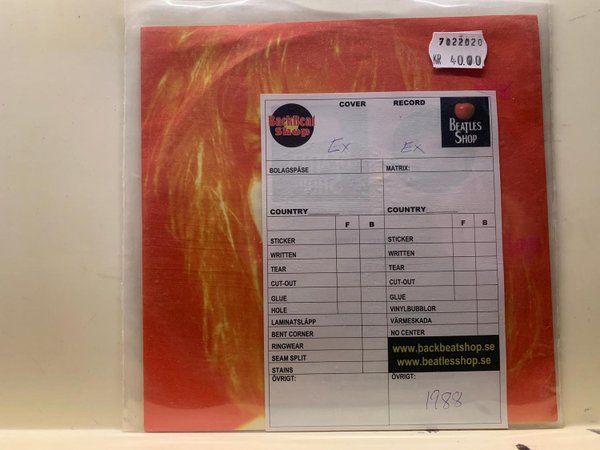 7022020
KR 40.00
COVER RECORD
BackBeat Shop
BEATLES SHOP
Ex Ex
BOLAGSPÅSE MATRIX:
COUNTRY COUNTRY
F B F B
STICKER STICKER
WRITTEN WRITTEN
TEAR TEAR
CUT-OUT CUT-OUT
GLUE GLUE
HOLE VINYLBUBBLOR
LAMINATSLÄPP VÄRMESKADA
BENT CORNER NO CENTER
RINGWEAR
SEAM SPLIT
STAINS
www.backbeatshop.se
www.beatlesshop.se
ÖVRIGT: ÖVRIGT:
1988